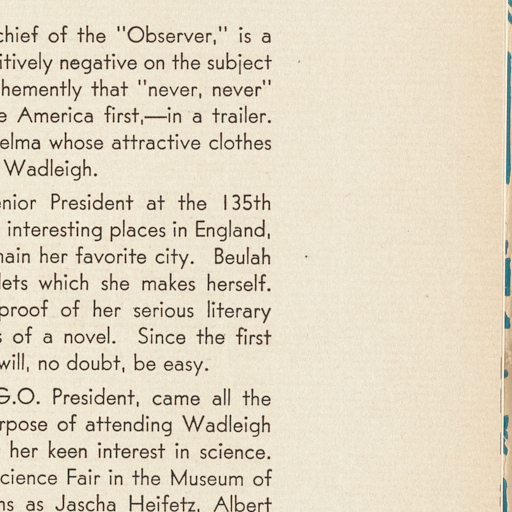 chief of the "Observer," is a
itively negative on the subject
hemently that "never, never"
e America first,—in a trailer.
elma whose attractive clothes
Wadleigh.
enior President at the 135th
interesting places in England,
main her favorite city. Beulah
lets which she makes herself.
proof of her serious literary
s of a novel. Since the first
will, no doubt, be easy.
G.O. President, came all the
rpose of attending Wadleigh
her keen interest in science.
cience Fair in the Museum of
ns as Jascha Heifetz, Albert